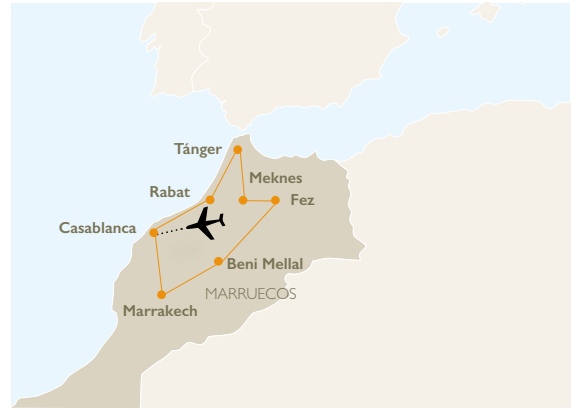 Tánger
Meknes
Rabat
Fez
Casablanca
Beni Mellal
MARRUECOS
Marrakech